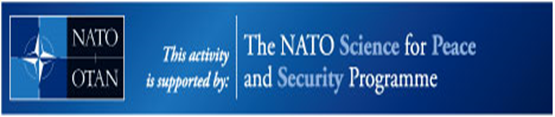 NATO
OTAN
This activity
is supported by:
The NATO Science for Peace
and Security Programme